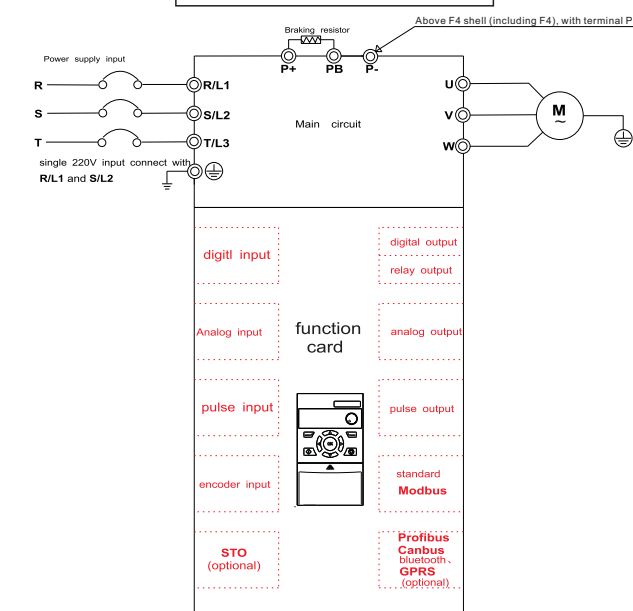 Above F4 shell (including F4), with terminal P
Braking resistor
P+ PB P-
Power supply input
R R/L1
S S/L2
T T/L3
single 220V input connect with
R/L1 and S/L2
Main circuit
U
V
W
M
~
digitl input
digital output
relay output
Analog input
function
card
analog output
pulse input
pulse output
OK
encoder input
standard
Modbus
STO
(optional)
Profibus
Canbus
bluetooth、
GPRS
(optional)